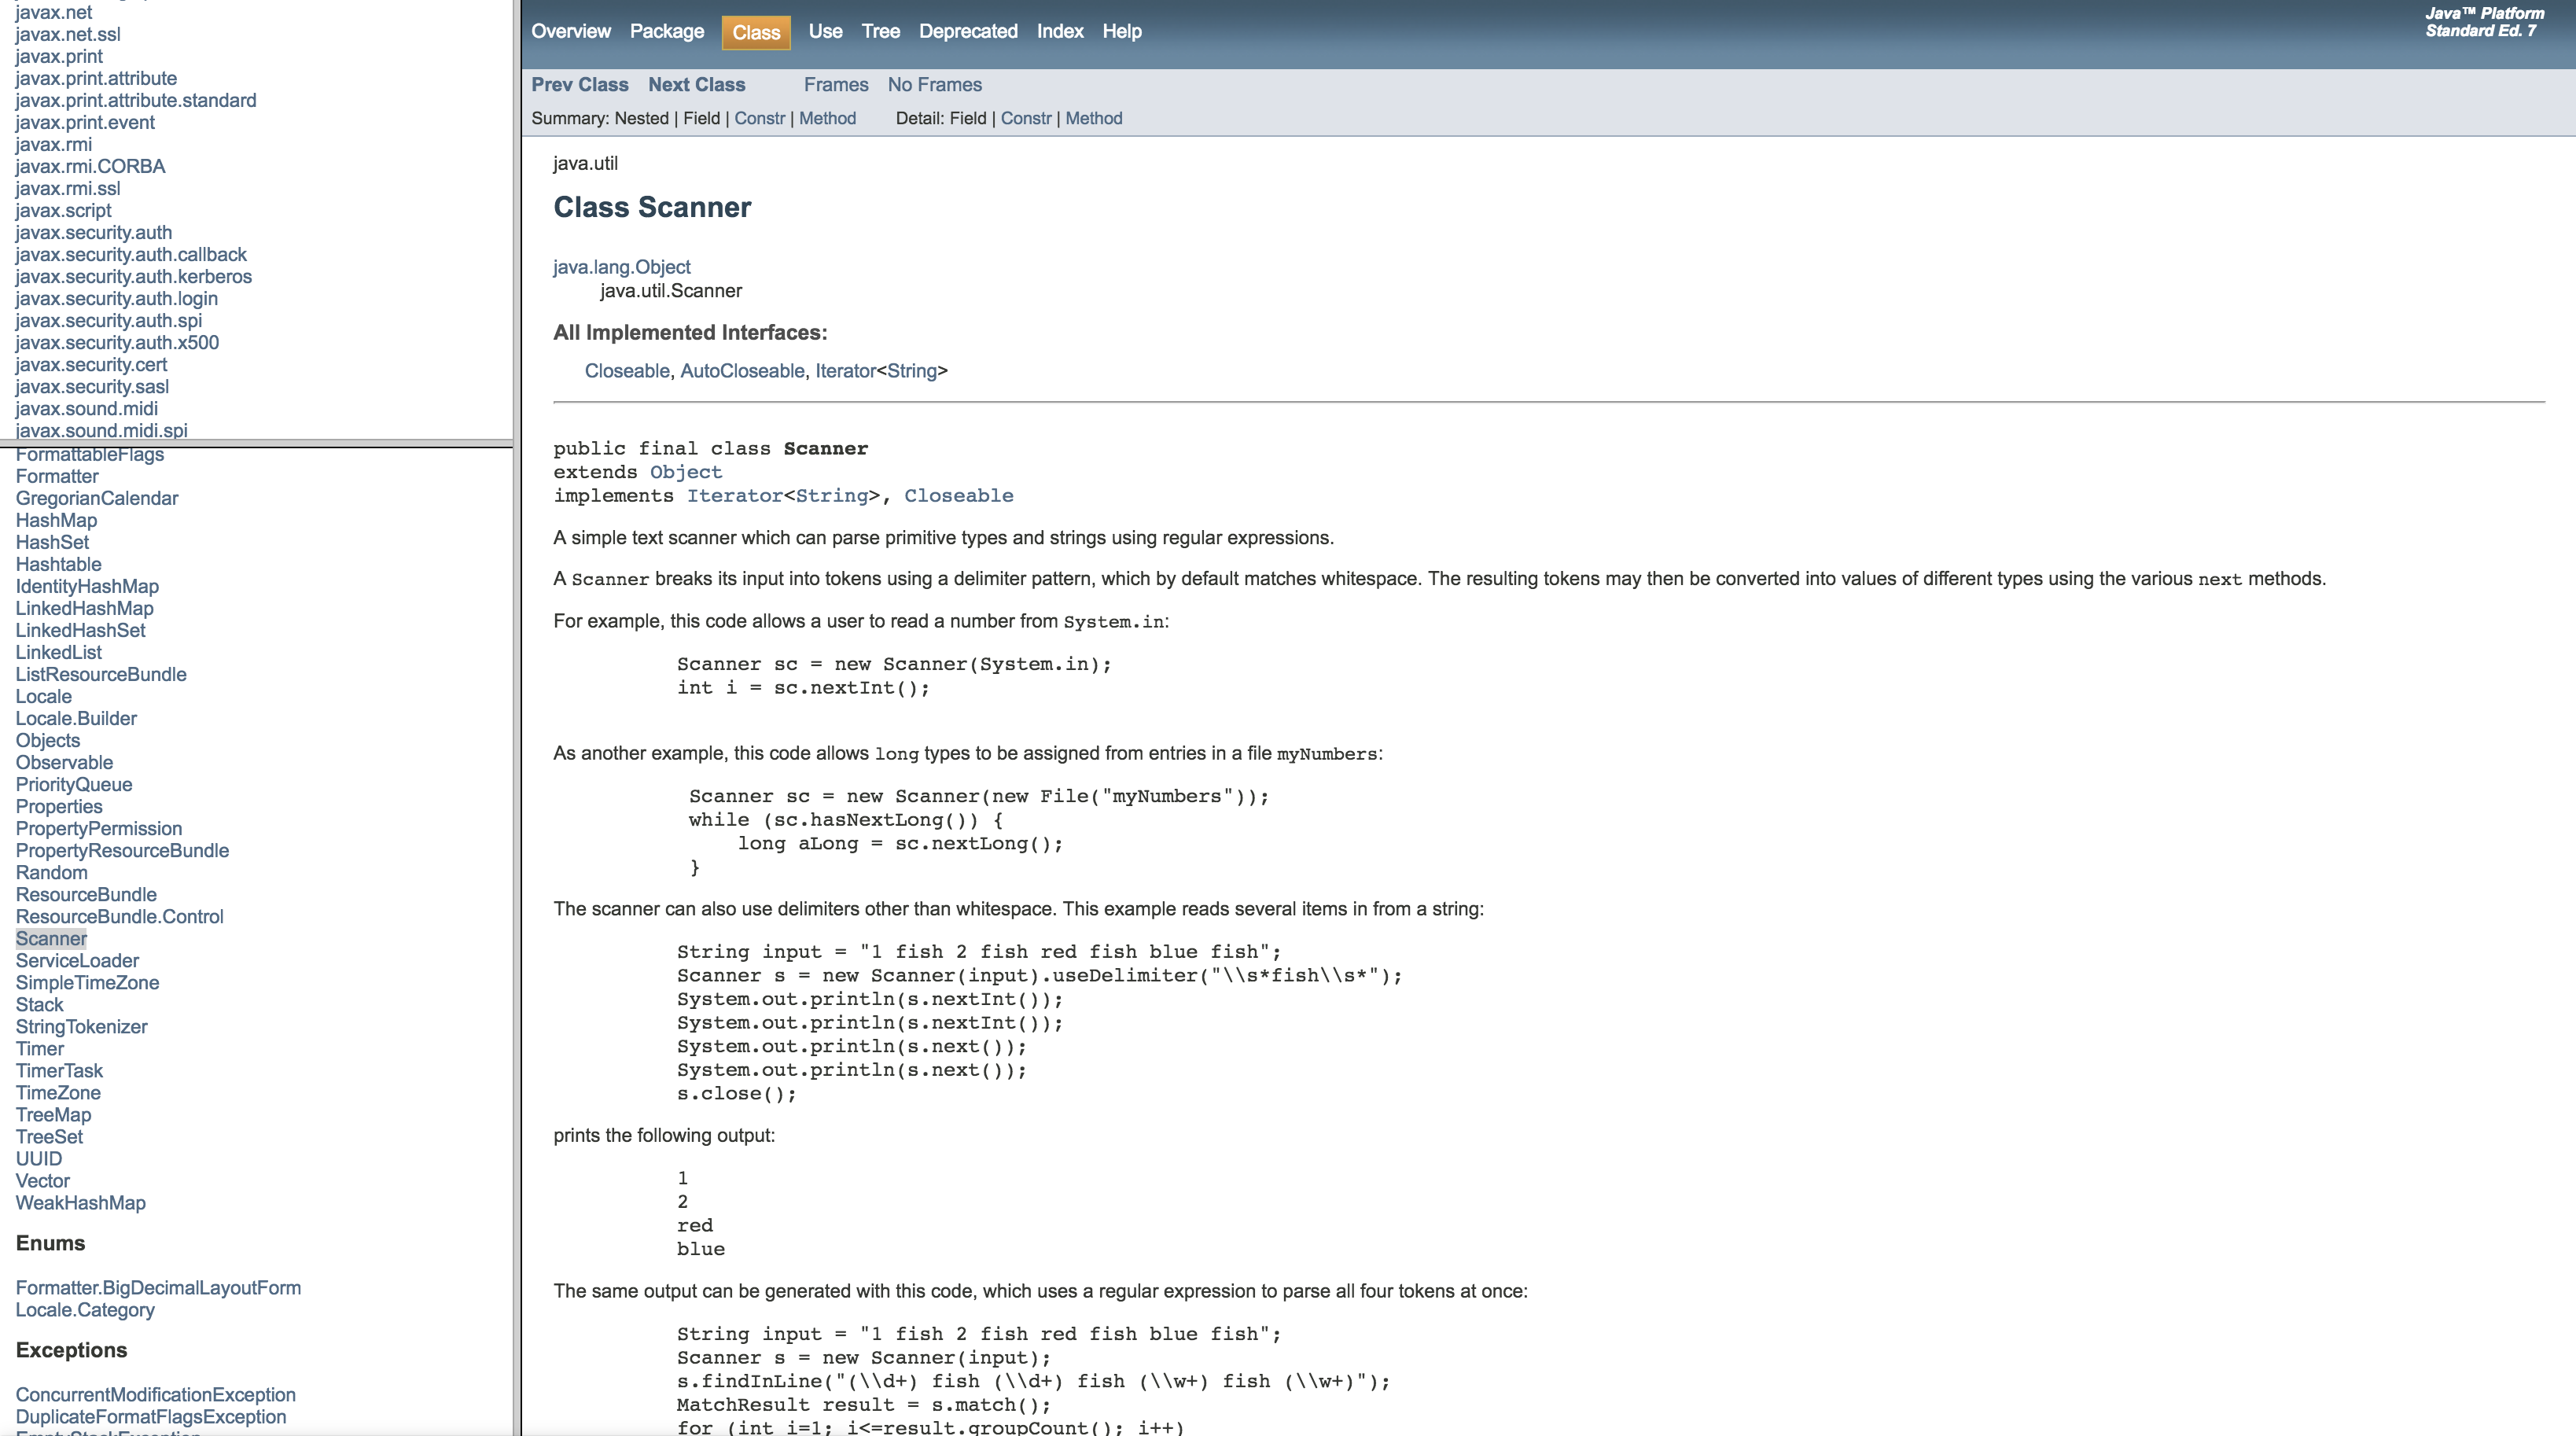 javax.net
javax.net.ssl
javax.print
javax.print.attribute
javax.print.attribute.standard
javax.print.event
javax.rmi
javax.rmi.CORBA
javax.rmi.ssl
javax.script
javax.security.auth
javax.security.auth.callback
javax.security.auth.kerberos
javax.security.auth.login
javax.security.auth.spi
javax.security.auth.x500
javax.security.cert
javax.security.sasl
javax.sound.midi
javax.sound.midi.spi
FormattableFlags
Formatter
GregorianCalendar
HashMap
HashSet
Hashtable
IdentityHashMap
LinkedHashMap
LinkedHashSet
LinkedList
ListResourceBundle
Locale
Locale.Builder
Objects
Observable
PriorityQueue
Properties
PropertyPermission
PropertyResourceBundle
Random
ResourceBundle
ResourceBundle.Control
Scanner
ServiceLoader
SimpleTimeZone
Stack
StringTokenizer
Timer
TimerTask
TimeZone
TreeMap
TreeSet
UUID
Vector
WeakHashMap
Enums
Formatter.BigDecimalLayoutForm
Locale.Category
Exceptions
ConcurrentModificationException
DuplicateFormatFlagsException
Overview Package Class Use Tree Deprecated Index Help
Java™ Platform
Standard Ed. 7
Prev Class Next Class Frames No Frames
Summary: Nested | Field | Constr | Method Detail: Field | Constr | Method
java.util
Class Scanner
java.lang.Object
java.util.Scanner
All Implemented Interfaces:
Closeable, AutoCloseable, Iterator<String>
public final class Scanner
extends Object
implements Iterator<String>, Closeable
A simple text scanner which can parse primitive types and strings using regular expressions.
A Scanner breaks its input into tokens using a delimiter pattern, which by default matches whitespace. The resulting tokens may then be converted into values of different types using the various next methods.
For example, this code allows a user to read a number from System.in:
Scanner sc = new Scanner(System.in);
int i = sc.nextInt();
As another example, this code allows long types to be assigned from entries in a file myNumbers:
Scanner sc = new Scanner(new File("myNumbers"));
while (sc.hasNextLong()) {
long aLong = sc.nextLong();
}
The scanner can also use delimiters other than whitespace. This example reads several items in from a string:
String input = "1 fish 2 fish red fish blue fish";
Scanner s = new Scanner(input).useDelimiter("\\s*fish\\s*");
System.out.println(s.nextInt());
System.out.println(s.nextInt());
System.out.println(s.next());
System.out.println(s.next());
s.close();
prints the following output:
1
2
red
blue
The same output can be generated with this code, which uses a regular expression to parse all four tokens at once:
String input = "1 fish 2 fish red fish blue fish";
Scanner s = new Scanner(input);
s.findInLine("(\\d+) fish (\\d+) fish (\\w+) fish (\\w+)");
MatchResult result = s.match();
for (int i=1; i<=result.groupCount(); i++)